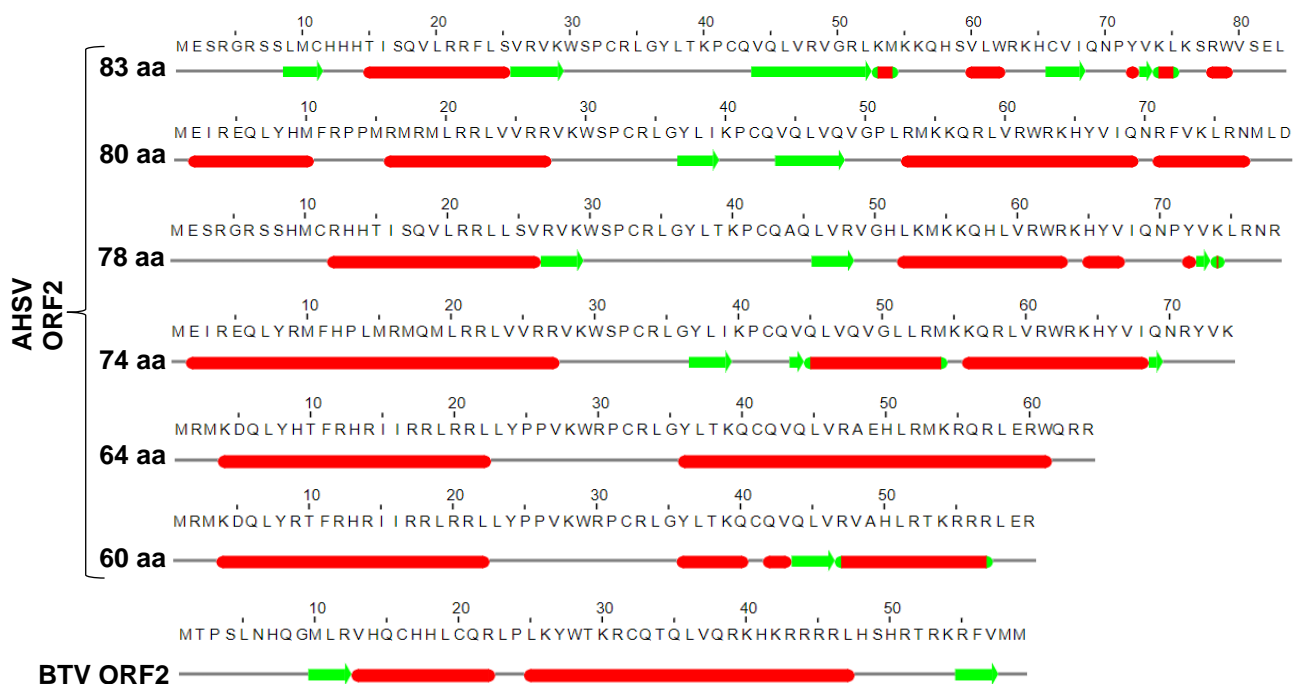 10 20 30 40 50 60 70 80
MESRGRSSLMCHHHTISQVLRRFLSVRVKWSPCRLGYLTKPCQVQLVRVGRLKMKKQHSVLWRKHCVIQNPYVKLKSRWVSEL
83 aa
10 20 30 40 50 60 70
MEIREQLYHMFRPPMRMRMLRRLVVRRVKWSPCRLGYLIKPCQVQLVQVGPLRMKKQRLVRWRKHYVIQNRFVKLRNMLD
80 aa
10 20 30 40 50 60 70
MESRGRSSHMCRHHTISQVLRRLLSVRVKWSPCRLGYLTKPCQAQLVRVGHLKMKKQHLVRWRKHYVIQNPYVKLRNR
78 aa
AHSV
ORF2
10 20 30 40 50 60 70
MEIREQLYRMFHPLMRMQMLRRLVVRRVKWSPCRLGYLIKPCQVQLVQVGLLRMKKQRLVRWRKHYVIQNRYVK
74 aa
10 20 30 40 50 60
MRMKDQLYHTFRHRIIRRLRRLLYPPVKWRPCRLGYLTKQCQVQLVRAEHLRMKRQRLERWQRR
64 aa
10 20 30 40 50
MRMKDQLYRTFRHRIIRRLRRLLYPPVKWRPCRLGYLTKQCQVQLVRVAHLRTKRRRLER
60 aa
10 20 30 40 50
MTPSLNHQGMLRVHQCHHLCQRLPLKYWTKRCQTQLVQRKHKRRRRLHSHRTRKRFVMM
BTV ORF2